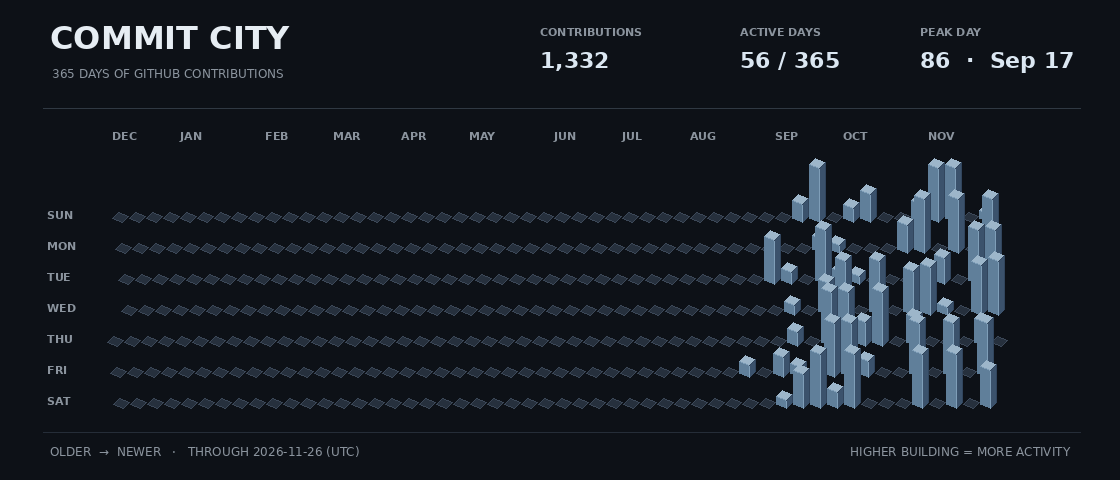 COMMIT CITY
365 DAYS OF GITHUB CONTRIBUTIONS
CONTRIBUTIONS
1,332
ACTIVE DAYS
56 / 365
PEAK DAY
86 · Sep 17
DEC JAN FEB MAR APR MAY JUN JUL AUG SEP OCT NOV
SUN
MON
TUE
WED
THU
FRI
SAT
OLDER → NEWER · THROUGH 2026-11-26 (UTC)
HIGHER BUILDING = MORE ACTIVITY